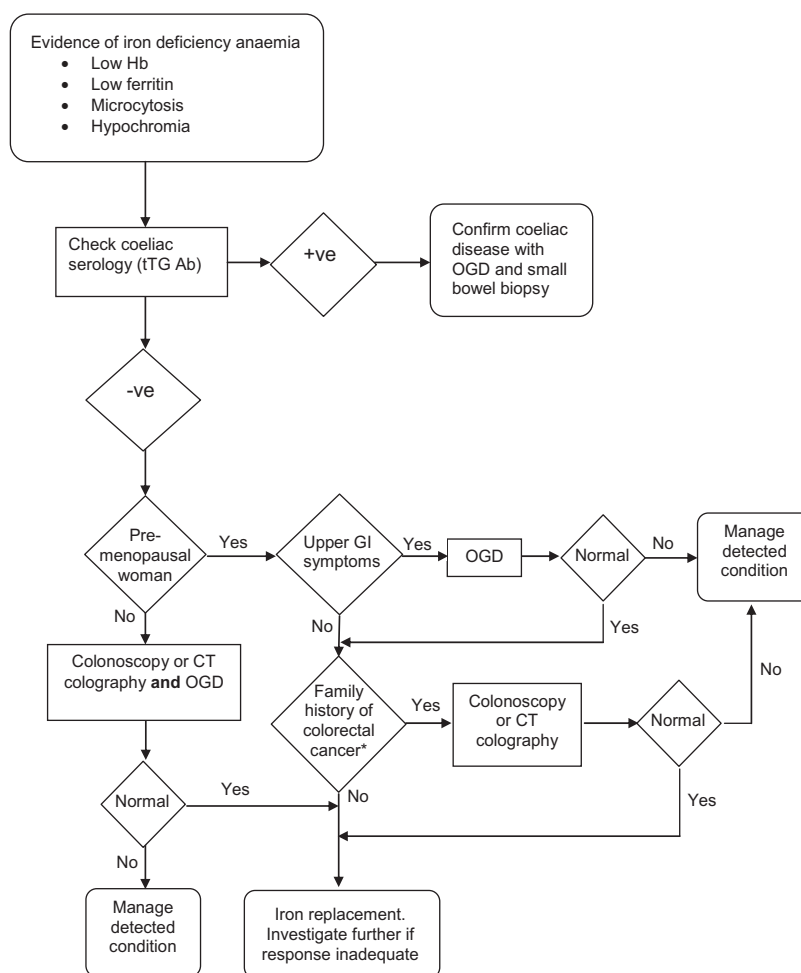 Evidence of iron deficiency anaemia
• Low Hb
• Low ferritin
• Microcytosis
• Hypochromia
Check coeliac
serology (tTG Ab)
+ve
Confirm coeliac
disease with
OGD and small
bowel biopsy
-ve
Pre-
menopausal
woman
Yes
Upper GI
symptoms
Yes
OGD
Normal
No
Manage
detected
condition
No
No
Yes
Colonoscopy or CT
colography and OGD
Family
history of
colorectal
cancer*
Yes
Colonoscopy
or CT
colography
Normal
No
Normal
Yes
No
Yes
No
Manage
detected
condition
Iron replacement.
Investigate further if
response inadequate